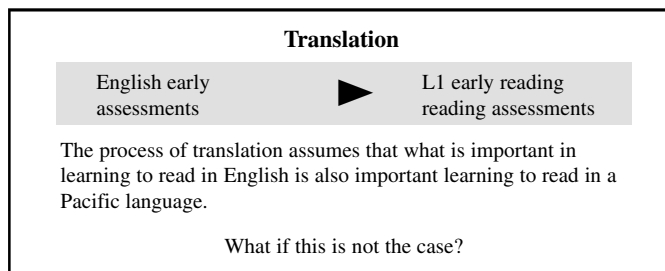 Translation
English early
assessments
L1 early reading
reading assessments
The process of translation assumes that what is important in
learning to read in English is also important learning to read in a
Pacific language.
What if this is not the case?